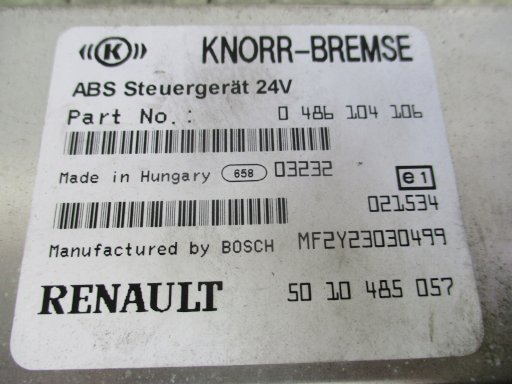 ((K)) KNORR-BREMSE
ABS Steuergerät 24V
Part No.: 0 486 104 106
Made in Hungary 658 03232 e1
021534
Manufactured by BOSCH MF2Y23030499
RENAULT 50 10 485 057